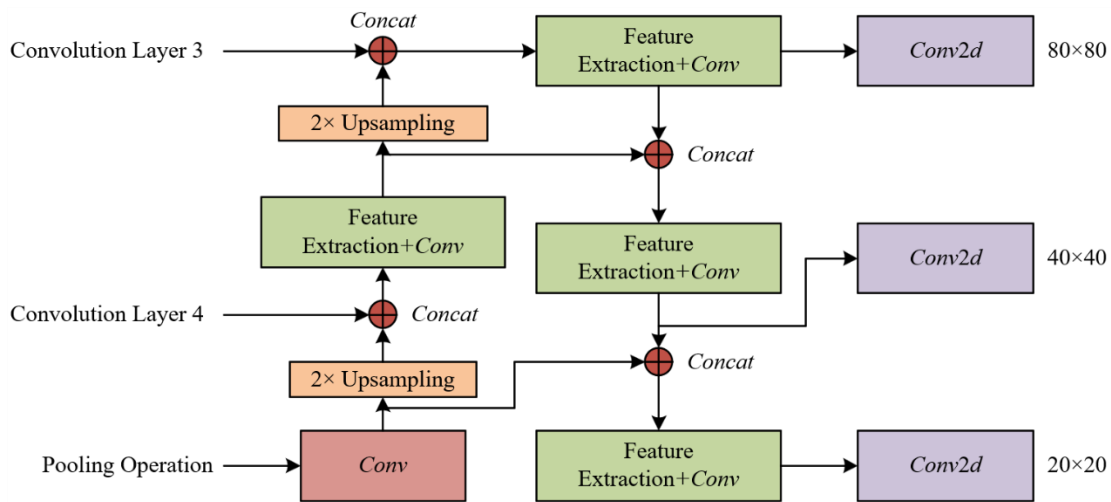 Concat
Convolution Layer 3
Feature
Extraction+Conv
Conv2d
80×80
2× Upsampling
Concat
Feature
Extraction+Conv
Feature
Extraction+Conv
Conv2d
40×40
Convolution Layer 4
Concat
Concat
2× Upsampling
Pooling Operation
Conv
Feature
Extraction+Conv
Conv2d
20×20